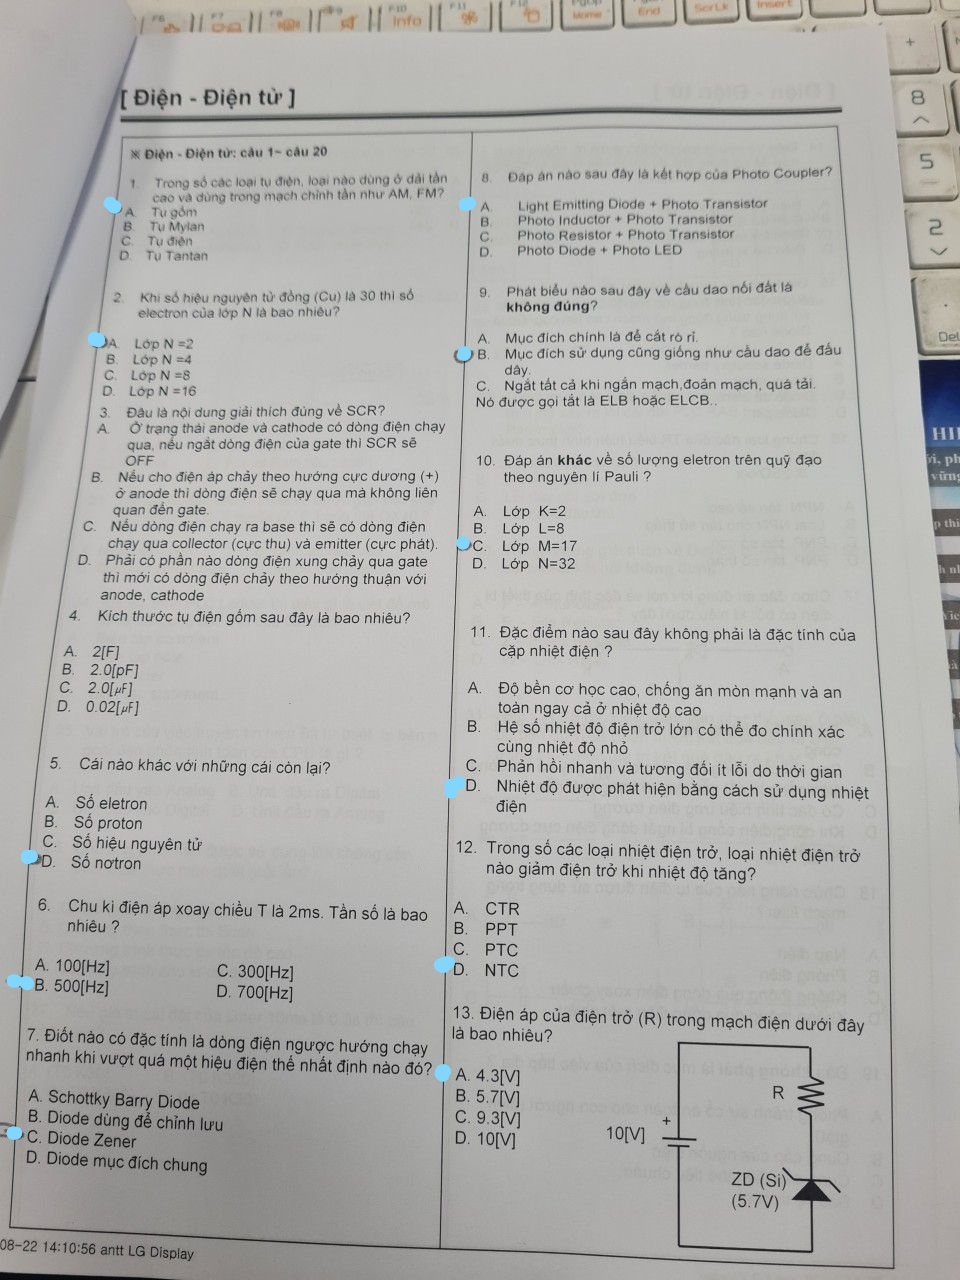 [ Điện - Điện tử ]
※ Điện - Điện tử: câu 1~ câu 20
1. Trong số các loại tụ điện, loại nào dùng ở dải tần
cao và dùng trong mạch chỉnh tần như AM, FM?
A. Tụ gốm
B. Tụ Mylan
C. Tụ điện
D. Tụ Tantan
2. Khi số hiệu nguyên tử đồng (Cu) là 30 thì số
electron của lớp N là bao nhiêu?
A. Lớp N =2
B. Lớp N =4
C. Lớp N =8
D. Lớp N =16
3. Đâu là nội dung giải thích đúng về SCR?
A. Ở trạng thái anode và cathode có dòng điện chạy
qua, nếu ngắt dòng điện của gate thì SCR sẽ
OFF
B. Nếu cho điện áp chảy theo hướng cực dương (+)
ở anode thì dòng điện sẽ chạy qua mà không liên
quan đến gate.
C. Nếu dòng điện chạy ra base thì sẽ có dòng điện
chạy qua collector (cực thu) và emitter (cực phát).
D. Phải có phần nào dòng điện xung chảy qua gate
thì mới có dòng điện chảy theo hướng thuận với
anode, cathode
4. Kích thước tụ điện gốm sau đây là bao nhiêu?
A. 2[F]
B. 2.0[pF]
C. 2.0[μF]
D. 0.02[μF]
5. Cái nào khác với những cái còn lại?
A. Số eletron
B. Số proton
C. Số hiệu nguyên tử
D. Số nơtron
6. Chu kì điện áp xoay chiều T là 2ms. Tần số là bao
nhiêu ?
A. 100[Hz] C. 300[Hz]
B. 500[Hz] D. 700[Hz]
7. Điốt nào có đặc tính là dòng điện ngược hướng chạy
nhanh khi vượt quá một hiệu điện thế nhất định nào đó?
A. Schottky Barry Diode
B. Diode dùng để chỉnh lưu
C. Diode Zener
D. Diode mục đích chung
8. Đáp án nào sau đây là kết hợp của Photo Coupler?
A. Light Emitting Diode + Photo Transistor
B. Photo Inductor + Photo Transistor
C. Photo Resistor + Photo Transistor
D. Photo Diode + Photo LED
9. Phát biểu nào sau đây về cầu dao nối đất là
không đúng?
A. Mục đích chính là để cắt rò rỉ.
B. Mục đích sử dụng cũng giống như cầu dao để đấu
dây.
C. Ngắt tất cả khi ngắn mạch,đoản mạch, quá tải.
Nó được gọi tắt là ELB hoặc ELCB..
10. Đáp án khác về số lượng eletron trên quỹ đạo
theo nguyên lí Pauli ?
A. Lớp K=2
B. Lớp L=8
C. Lớp M=17
D. Lớp N=32
11. Đặc điểm nào sau đây không phải là đặc tính của
cặp nhiệt điện ?
A. Độ bền cơ học cao, chống ăn mòn mạnh và an
toàn ngay cả ở nhiệt độ cao
B. Hệ số nhiệt độ điện trở lớn có thể đo chính xác
cùng nhiệt độ nhỏ
C. Phản hồi nhanh và tương đối ít lỗi do thời gian
D. Nhiệt độ được phát hiện bằng cách sử dụng nhiệt
điện
12. Trong số các loại nhiệt điện trở, loại nhiệt điện trở
nào giảm điện trở khi nhiệt độ tăng?
A. CTR
B. PPT
C. PTC
D. NTC
13. Điện áp của điện trở (R) trong mạch điện dưới đây
là bao nhiêu?
A. 4.3[V]
B. 5.7[V]
C. 9.3[V]
D. 10[V]
R
+
10[V]
ZD (Si)
(5.7V)
08-22 14:10:56 antt LG Display
F7
F8
F10
Info
F11
Home
End
ScrLk
Insert
+
8
5
2
Del